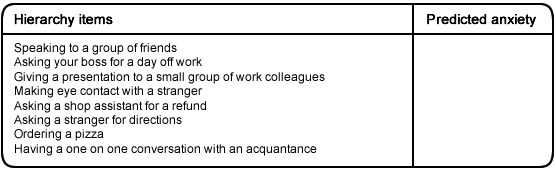 Hierarchy items Predicted anxiety
Speaking to a group of friends
Asking your boss for a day off work
Giving a presentation to a small group of work colleagues
Making eye contact with a stranger
Asking a shop assistant for a refund
Asking a stranger for directions
Ordering a pizza
Having a one on one conversation with an acquantance